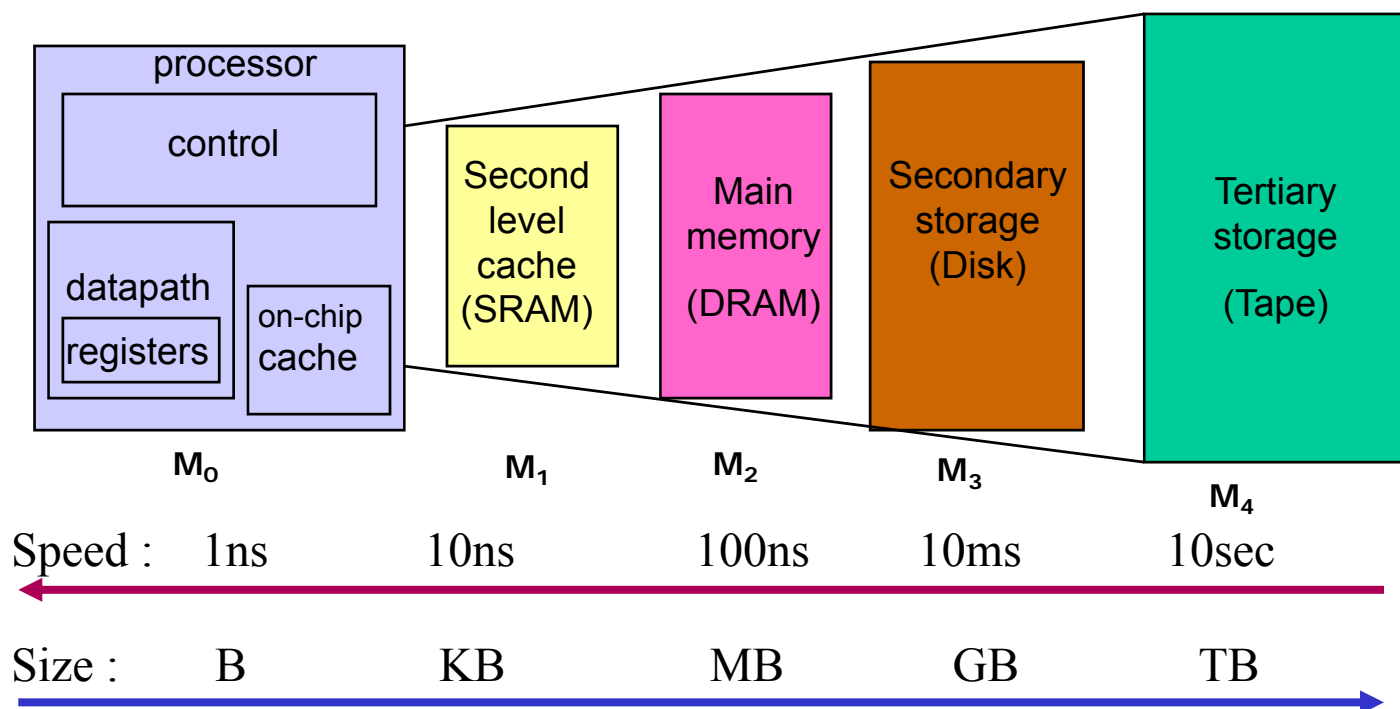 processor
control
datapath
registers
on-chip
cache
Second
level
cache
(SRAM)
Main
memory
(DRAM)
Secondary
storage
(Disk)
Tertiary
storage
(Tape)
M₀
M₁
M₂
M₃
M₄
Speed : 1ns 10ns 100ns 10ms 10sec
Size : B KB MB GB TB